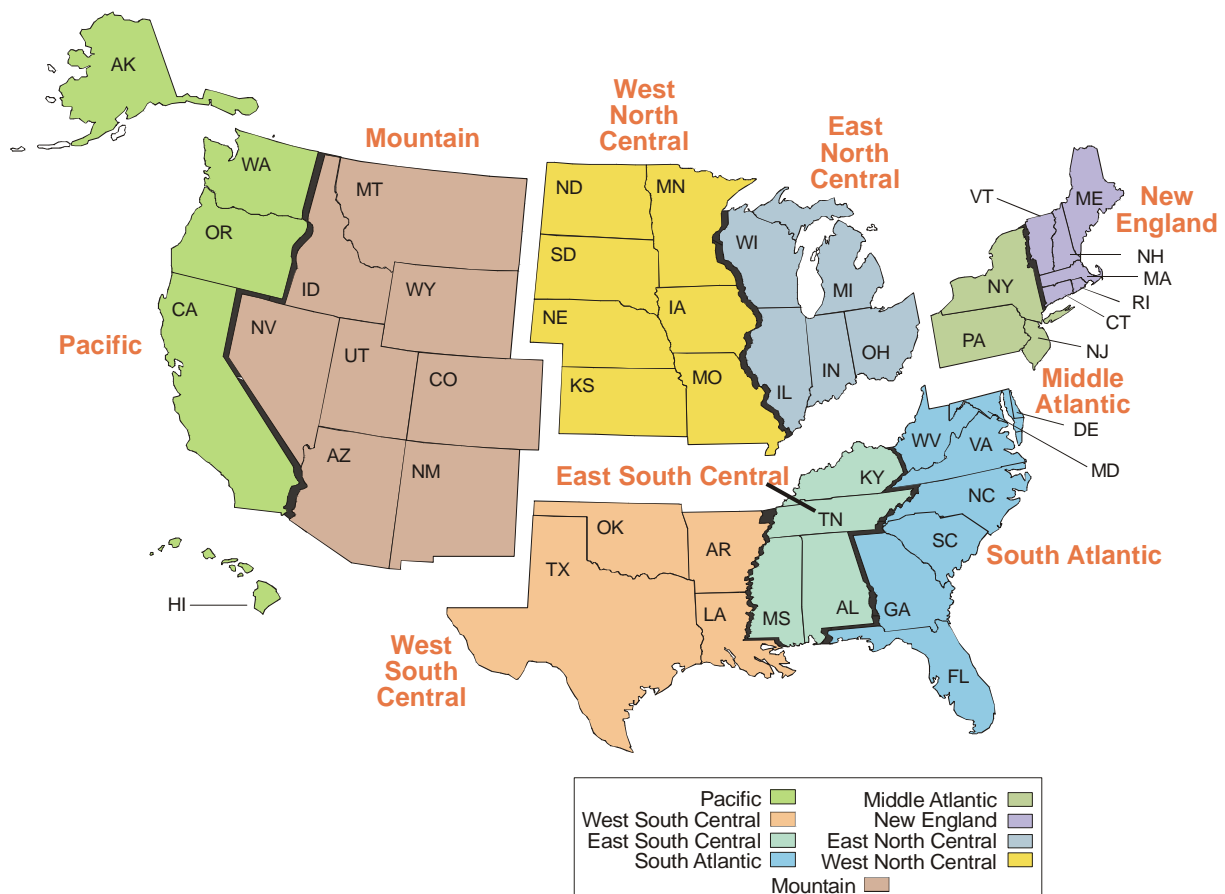 AK
West
North
Central
East
North
Central
Mountain
WA
MT
ND
MN
VT
ME
New
England
OR
WI
NH
SD
MI
MA
ID
WY
NY
RI
CA
NV
NE
IA
CT
Pacific
UT
PA
NJ
OH
CO
KS
MO
IL
IN
Middle
Atlantic
DE
WV
VA
AZ
NM
MD
East South Central
KY
NC
OK
TN
SC
AR
South Atlantic
TX
HI
LA
MS
AL
GA
West
South
Central
FL
Pacific
Middle Atlantic
West South Central
New England
East South Central
East North Central
South Atlantic
West North Central
Mountain